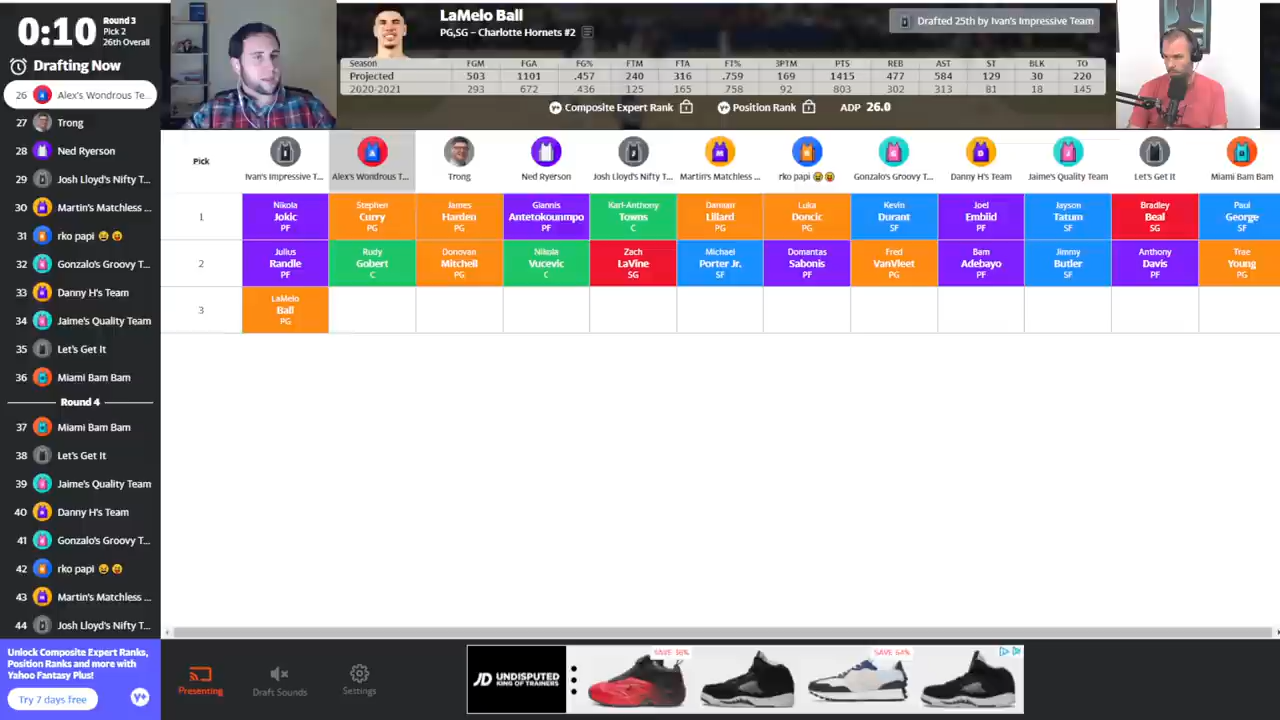 0:10
Round 3
Pick 2
26th Overall
Drafting Now
26 Alex's Wondrous Te...
27 Trong
28 Ned Ryerson
29 Josh Lloyd's Nifty T...
30 Martin's Matchless ...
rko papi 😆 😛
32 Gonzalo's Groovy T...
33 Danny H's Team
34 Jaime's Quality Team
35 Let's Get It
36 Miami Bam Bam
Round 4
37 Miami Bam Bam
38 Let's Get It
39 Jaime's Quality Team
40 Danny H's Team
41 Gonzalo's Groovy T...
42 rko papi 😆 😛
43 Martin's Matchless ...
44 Josh Lloyd's Nifty T...
Unlock Composite Expert Ranks,
Position Ranks and more with
Yahoo Fantasy Plus!
Try 7 days free
Y+
LaMelo Ball
PG,SG – Charlotte Hornets #2
Drafted 25th by Ivan's Impressive Team
Season FGM FGA FG% FTM FTA FT% 3PTM PTS REB AST ST BLK TO
Projected 503 1101 .457 240 316 .759 169 1415 477 584 129 30 220
2020-2021 293 672 .436 125 165 .758 92 803 302 313 81 18 145
Y+ Composite Expert Rank Y+ Position Rank ADP 26.0
Pick Ivan's Impressive T... Alex's Wondrous T... Trong Ned Ryerson Josh Lloyd's Nifty T... Martin's Matchless ... rko papi 😆 😛 Gonzalo's Groovy T... Danny H's Team Jaime's Quality Team Let's Get It Miami Bam Bam
Nikola Stephen James Giannis Karl-Anthony Damian Luka Kevin Joel Jayson Bradley Paul
1 Jokic Curry Harden Antetokounmpo Towns Lillard Doncic Durant Embiid Tatum Beal George
PF PG PG PF C PG PG SF PF SF SG SF
Julius Rudy Donovan Nikola Zach Michael Domantas Fred Bam Jimmy Anthony Trae
2 Randle Gobert Mitchell Vucevic LaVine Porter Jr. Sabonis VanVleet Adebayo Butler Davis Young
PF C PG C SG SF PF PG PF SF PF PG
LaMelo
3 Ball
PG
Presenting
Draft Sounds
Settings
JD UNDISPUTED
KING OF TRAINERS
SAVE 36%
SAVE 64%